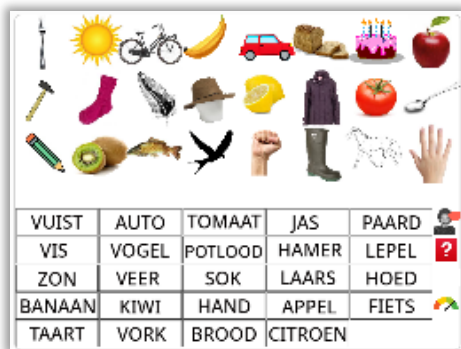 VUIST AUTO TOMAAT JAS PAARD
VIS VOGEL POTLOOD HAMER LEPEL
ZON VEER SOK LAARS HOED
BANAAN KIWI HAND APPEL FIETS
TAART VORK BROOD CITROEN